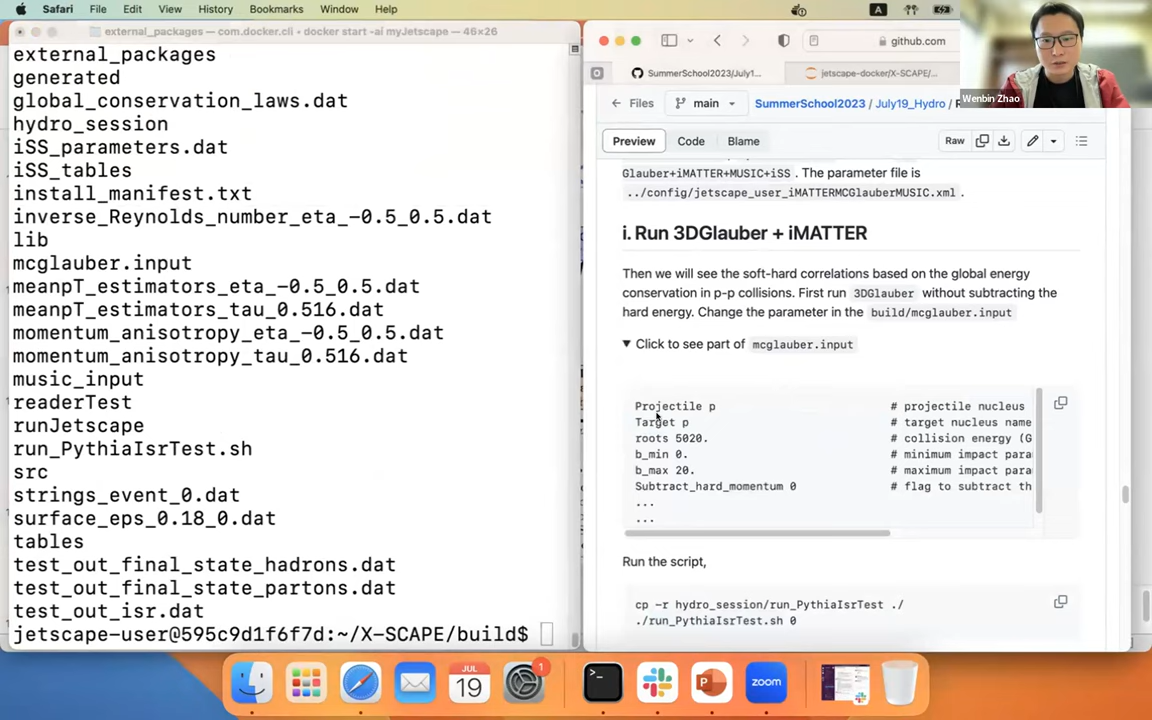 Safari File Edit View History Bookmarks Window Help
external_packages — com.docker.cli • docker start -ai myJetscape — 46×26
external_packages
generated
global_conservation_laws.dat
hydro_session
iSS_parameters.dat
iSS_tables
install_manifest.txt
inverse_Reynolds_number_eta_-0.5_0.5.dat
lib
mcglauber.input
meanpT_estimators_eta_-0.5_0.5.dat
meanpT_estimators_tau_0.516.dat
momentum_anisotropy_eta_-0.5_0.5.dat
momentum_anisotropy_tau_0.516.dat
music_input
readerTest
runJetscape
run_PythiaIsrTest.sh
src
strings_event_0.dat
surface_eps_0.18_0.dat
tables
test_out_final_state_hadrons.dat
test_out_final_state_partons.dat
test_out_isr.dat
jetscape-user@595c9d1f6f7d:~/X-SCAPE/build$
github.com
SummerSchool2023/July1...
jetscape-docker/X-SCAPE/...
Files main SummerSchool2023 / July19_Hydro /
Preview Code Blame Raw
Glauber+iMATTER+MUSIC+iSS . The parameter file is
../config/jetscape_user_iMATTERMCGlauberMUSIC.xml .
i. Run 3DGlauber + iMATTER
Then we will see the soft-hard correlations based on the global energy
conservation in p-p collisions. First run 3DGlauber without subtracting the
hard energy. Change the parameter in the build/mcglauber.input
Click to see part of mcglauber.input
Projectile p # projectile nucleus
Target p # target nucleus name
roots 5020. # collision energy (G
b_min 0. # minimum impact para
b_max 20. # maximum impact para
Subtract_hard_momentum 0 # flag to subtract th
...
...
Run the script,
cp -r hydro_session/run_PythiaIsrTest ./
./run_PythiaIsrTest.sh 0
Wenbin Zhao
A
JUL
19
1
zoom